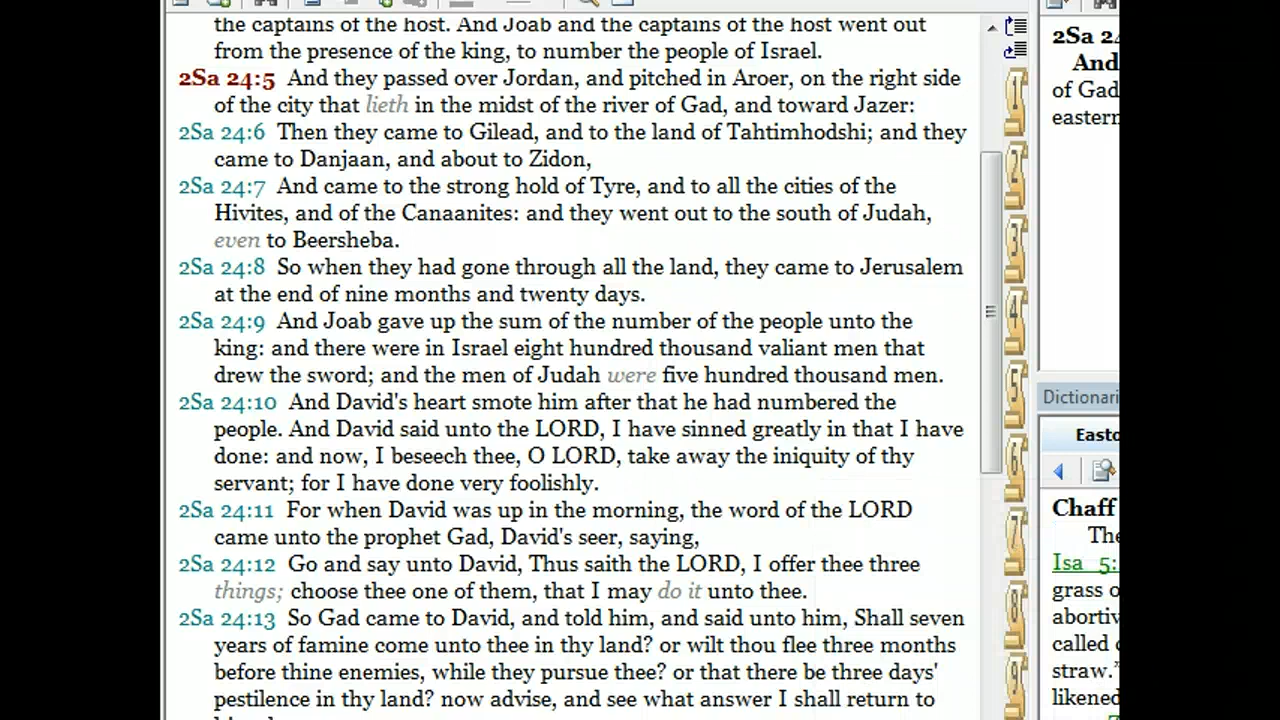 the captains of the host. And Joab and the captains of the host went out
from the presence of the king, to number the people of Israel.
2Sa 24:5 And they passed over Jordan, and pitched in Aroer, on the right side
of the city that lieth in the midst of the river of Gad, and toward Jazer:
2Sa 24:6 Then they came to Gilead, and to the land of Tahtimhodshi; and they
came to Danjaan, and about to Zidon,
2Sa 24:7 And came to the strong hold of Tyre, and to all the cities of the
Hivites, and of the Canaanites: and they went out to the south of Judah,
even to Beersheba.
2Sa 24:8 So when they had gone through all the land, they came to Jerusalem
at the end of nine months and twenty days.
2Sa 24:9 And Joab gave up the sum of the number of the people unto the
king: and there were in Israel eight hundred thousand valiant men that
drew the sword; and the men of Judah were five hundred thousand men.
2Sa 24:10 And David's heart smote him after that he had numbered the
people. And David said unto the LORD, I have sinned greatly in that I have
done: and now, I beseech thee, O LORD, take away the iniquity of thy
servant; for I have done very foolishly.
2Sa 24:11 For when David was up in the morning, the word of the LORD
came unto the prophet Gad, David's seer, saying,
2Sa 24:12 Go and say unto David, Thus saith the LORD, I offer thee three
things; choose thee one of them, that I may do it unto thee.
2Sa 24:13 So Gad came to David, and told him, and said unto him, Shall seven
years of famine come unto thee in thy land? or wilt thou flee three months
before thine enemies, while they pursue thee? or that there be three days'
pestilence in thy land? now advise, and see what answer I shall return to
1
2
3
4
5
6
7
8
9
2Sa 24
And
of Gad
eastern
Dictionari
Easto
Chaff
The
Isa 5:
grass o
abortiv
called c
straw."
likened